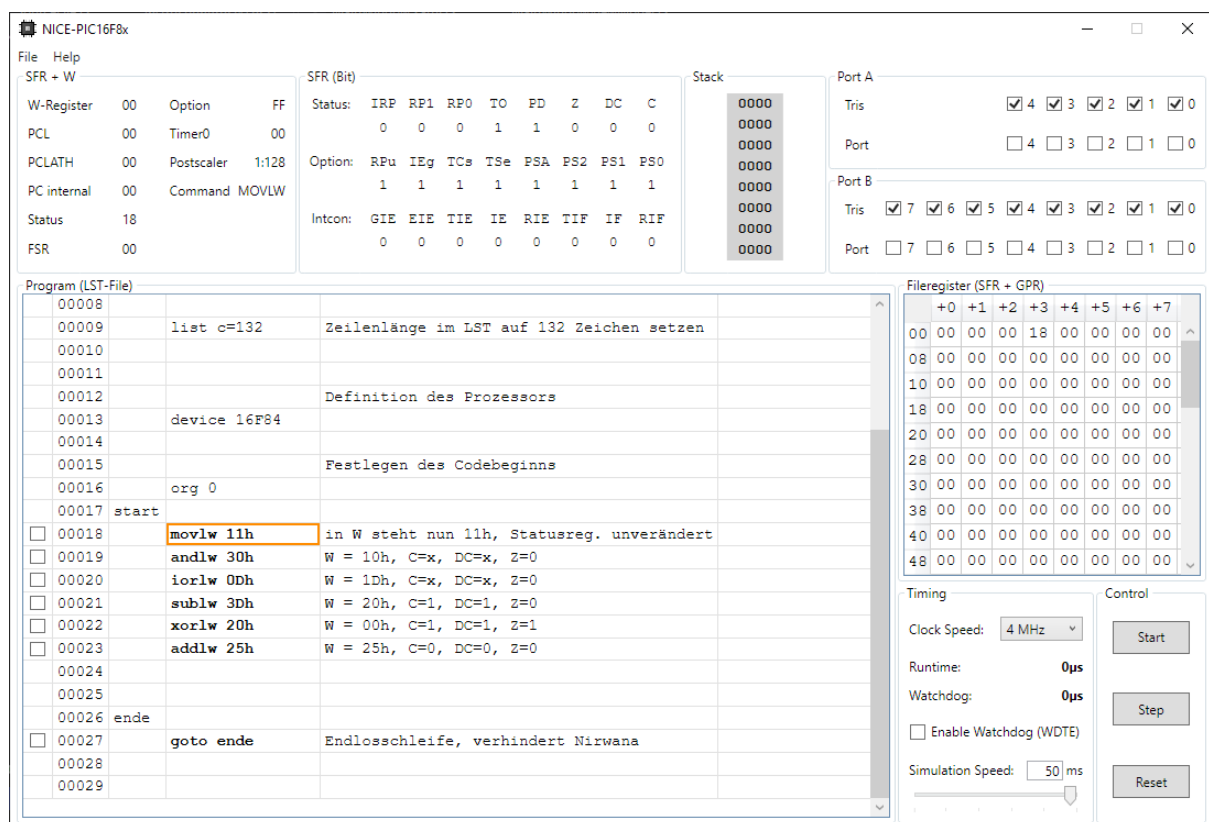 NICE-PIC16F8x
File Help
SFR + W
W-Register 00 Option FF
PCL 00 Timer0 00
PCLATH 00 Postscaler 1:128
PC internal 00 Command MOVLW
Status 18
FSR 00
SFR (Bit)
Status: IRP RP1 RP0 TO PD Z DC C
0 0 0 1 1 0 0 0
Option: RPu IEg TCs TSe PSA PS2 PS1 PS0
1 1 1 1 1 1 1 1
Intcon: GIE EIE TIE IE RIE TIF IF RIF
0 0 0 0 0 0 0 0
Stack
0000
0000
0000
0000
0000
0000
0000
0000
Port A
Tris 4 3 2 1 0
Port 4 3 2 1 0
Port B
Tris 7 6 5 4 3 2 1 0
Port 7 6 5 4 3 2 1 0
Program (LST-File)
00008
00009 list c=132 Zeilenlänge im LST auf 132 Zeichen setzen
00010
00011
00012 Definition des Prozessors
00013 device 16F84
00014
00015 Festlegen des Codebeginns
00016 org 0
00017 start
00018 movlw 11h in W steht nun 11h, Statusreg. unverändert
00019 andlw 30h W = 10h, C=x, DC=x, Z=0
00020 iorlw 0Dh W = 1Dh, C=x, DC=x, Z=0
00021 sublw 3Dh W = 20h, C=1, DC=1, Z=0
00022 xorlw 20h W = 00h, C=1, DC=1, Z=1
00023 addlw 25h W = 25h, C=0, DC=0, Z=0
00024
00025
00026 ende
00027 goto ende Endlosschleife, verhindert Nirwana
00028
00029
Fileregister (SFR + GPR)
+0 +1 +2 +3 +4 +5 +6 +7
00 00 00 00 18 00 00 00 00
08 00 00 00 00 00 00 00 00
10 00 00 00 00 00 00 00 00
18 00 00 00 00 00 00 00 00
20 00 00 00 00 00 00 00 00
28 00 00 00 00 00 00 00 00
30 00 00 00 00 00 00 00 00
38 00 00 00 00 00 00 00 00
40 00 00 00 00 00 00 00 00
48 00 00 00 00 00 00 00 00
Timing
Clock Speed: 4 MHz
Runtime: 0µs
Watchdog: 0µs
Enable Watchdog (WDTE)
Simulation Speed: 50 ms
Control
Start
Step
Reset